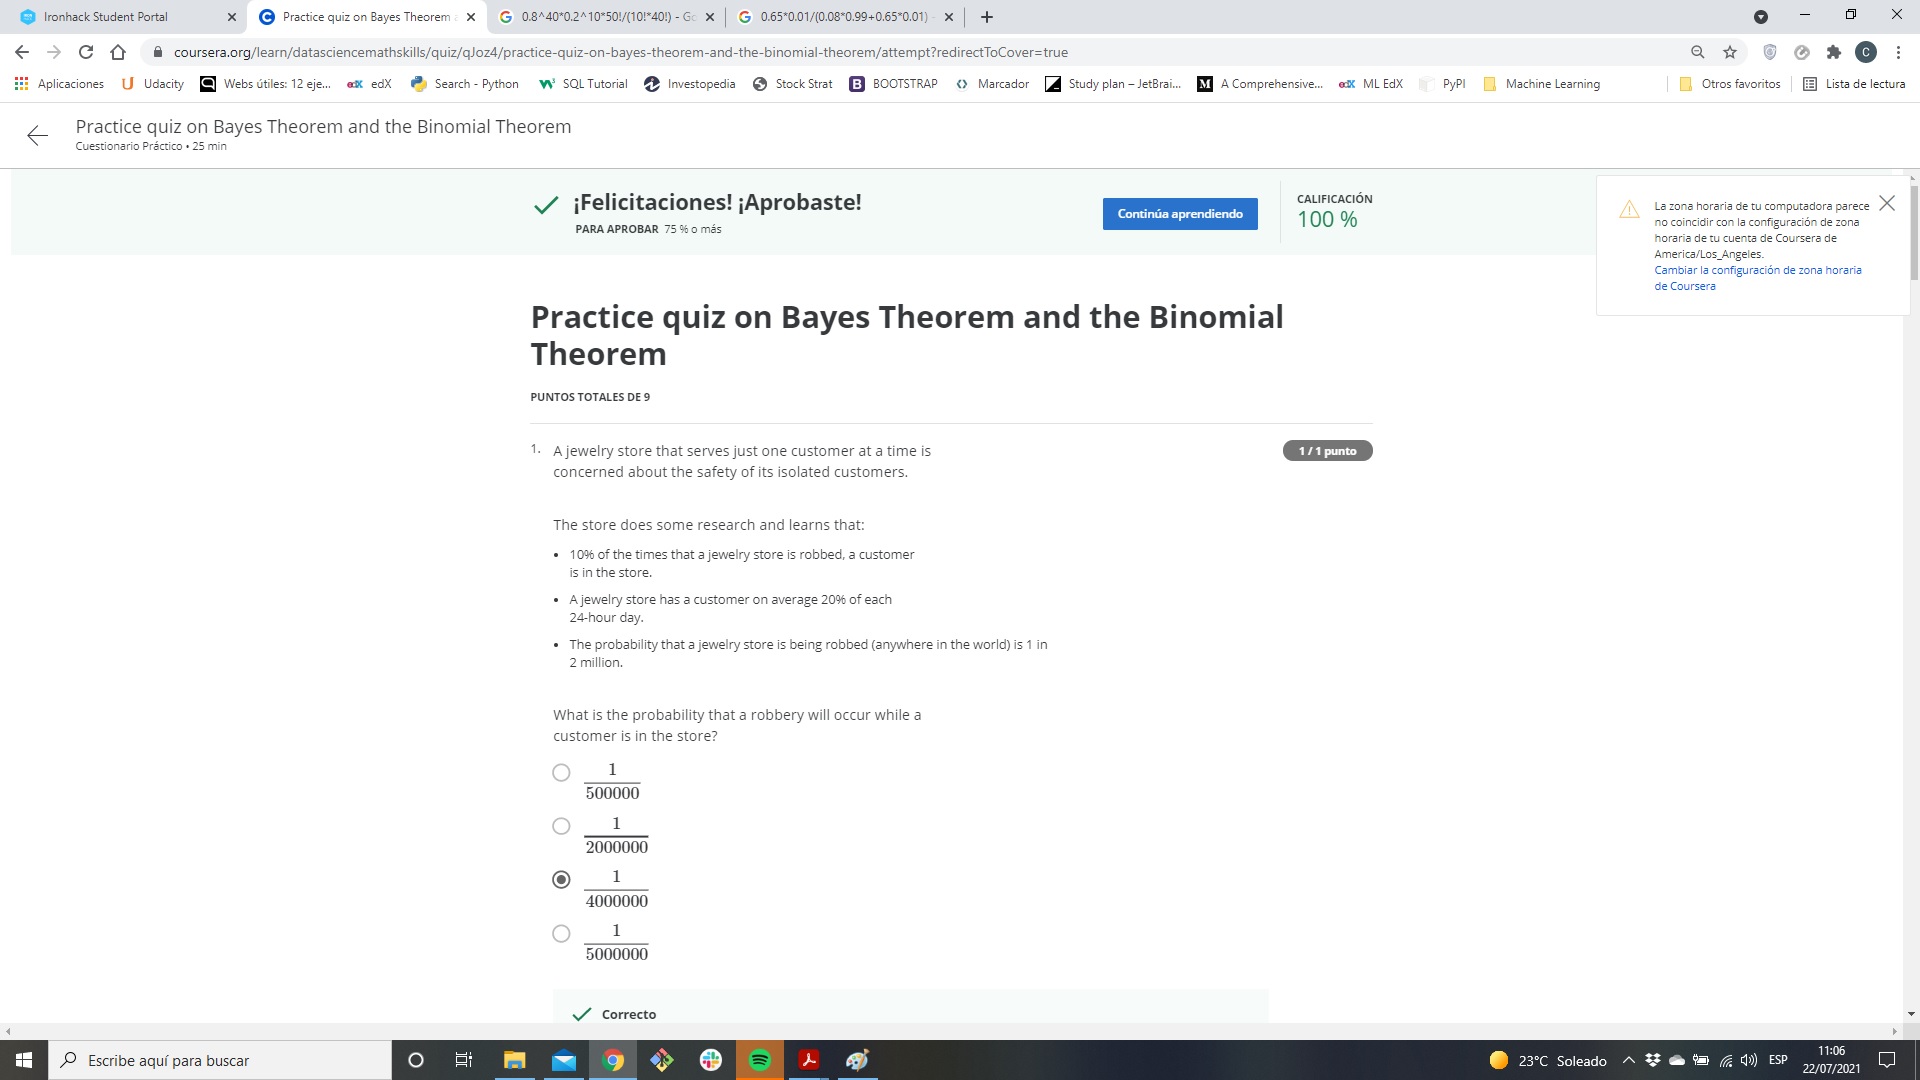 Ironhack Student Portal
Practice quiz on Bayes Theorem a
0.8^40*0.2^10*50!/(10!*40!) - Go
0.65*0.01/(0.08*0.99+0.65*0.01) -
coursera.org/learn/datasciencemathskills/quiz/qJoz4/practice-quiz-on-bayes-theorem-and-the-binomial-theorem/attempt?redirectToCover=true
C
Aplicaciones
Udacity
Webs útiles: 12 eje...
edX
Search - Python
SQL Tutorial
Investopedia
Stock Strat
BOOTSTRAP
Marcador
Study plan – JetBrai...
A Comprehensive...
ML EdX
PyPI
Machine Learning
Otros favoritos
Lista de lectura
Practice quiz on Bayes Theorem and the Binomial Theorem
Cuestionario Práctico • 25 min
¡Felicitaciones! ¡Aprobaste!
PARA APROBAR 75 % o más
Continúa aprendiendo
CALIFICACIÓN
100 %
La zona horaria de tu computadora parece
no coincidir con la configuración de zona
horaria de tu cuenta de Coursera de
America/Los_Angeles.
Cambiar la configuración de zona horaria
de Coursera
Practice quiz on Bayes Theorem and the Binomial
Theorem
PUNTOS TOTALES DE 9
1. A jewelry store that serves just one customer at a time is
concerned about the safety of its isolated customers.
1 / 1 punto
The store does some research and learns that:
• 10% of the times that a jewelry store is robbed, a customer
is in the store.
• A jewelry store has a customer on average 20% of each
24-hour day.
• The probability that a jewelry store is being robbed (anywhere in the world) is 1 in
2 million.
What is the probability that a robbery will occur while a
customer is in the store?
1
500000
1
2000000
1
4000000
1
5000000
Correcto
Escribe aquí para buscar
23°C Soleado
ESP
11:06
22/07/2021